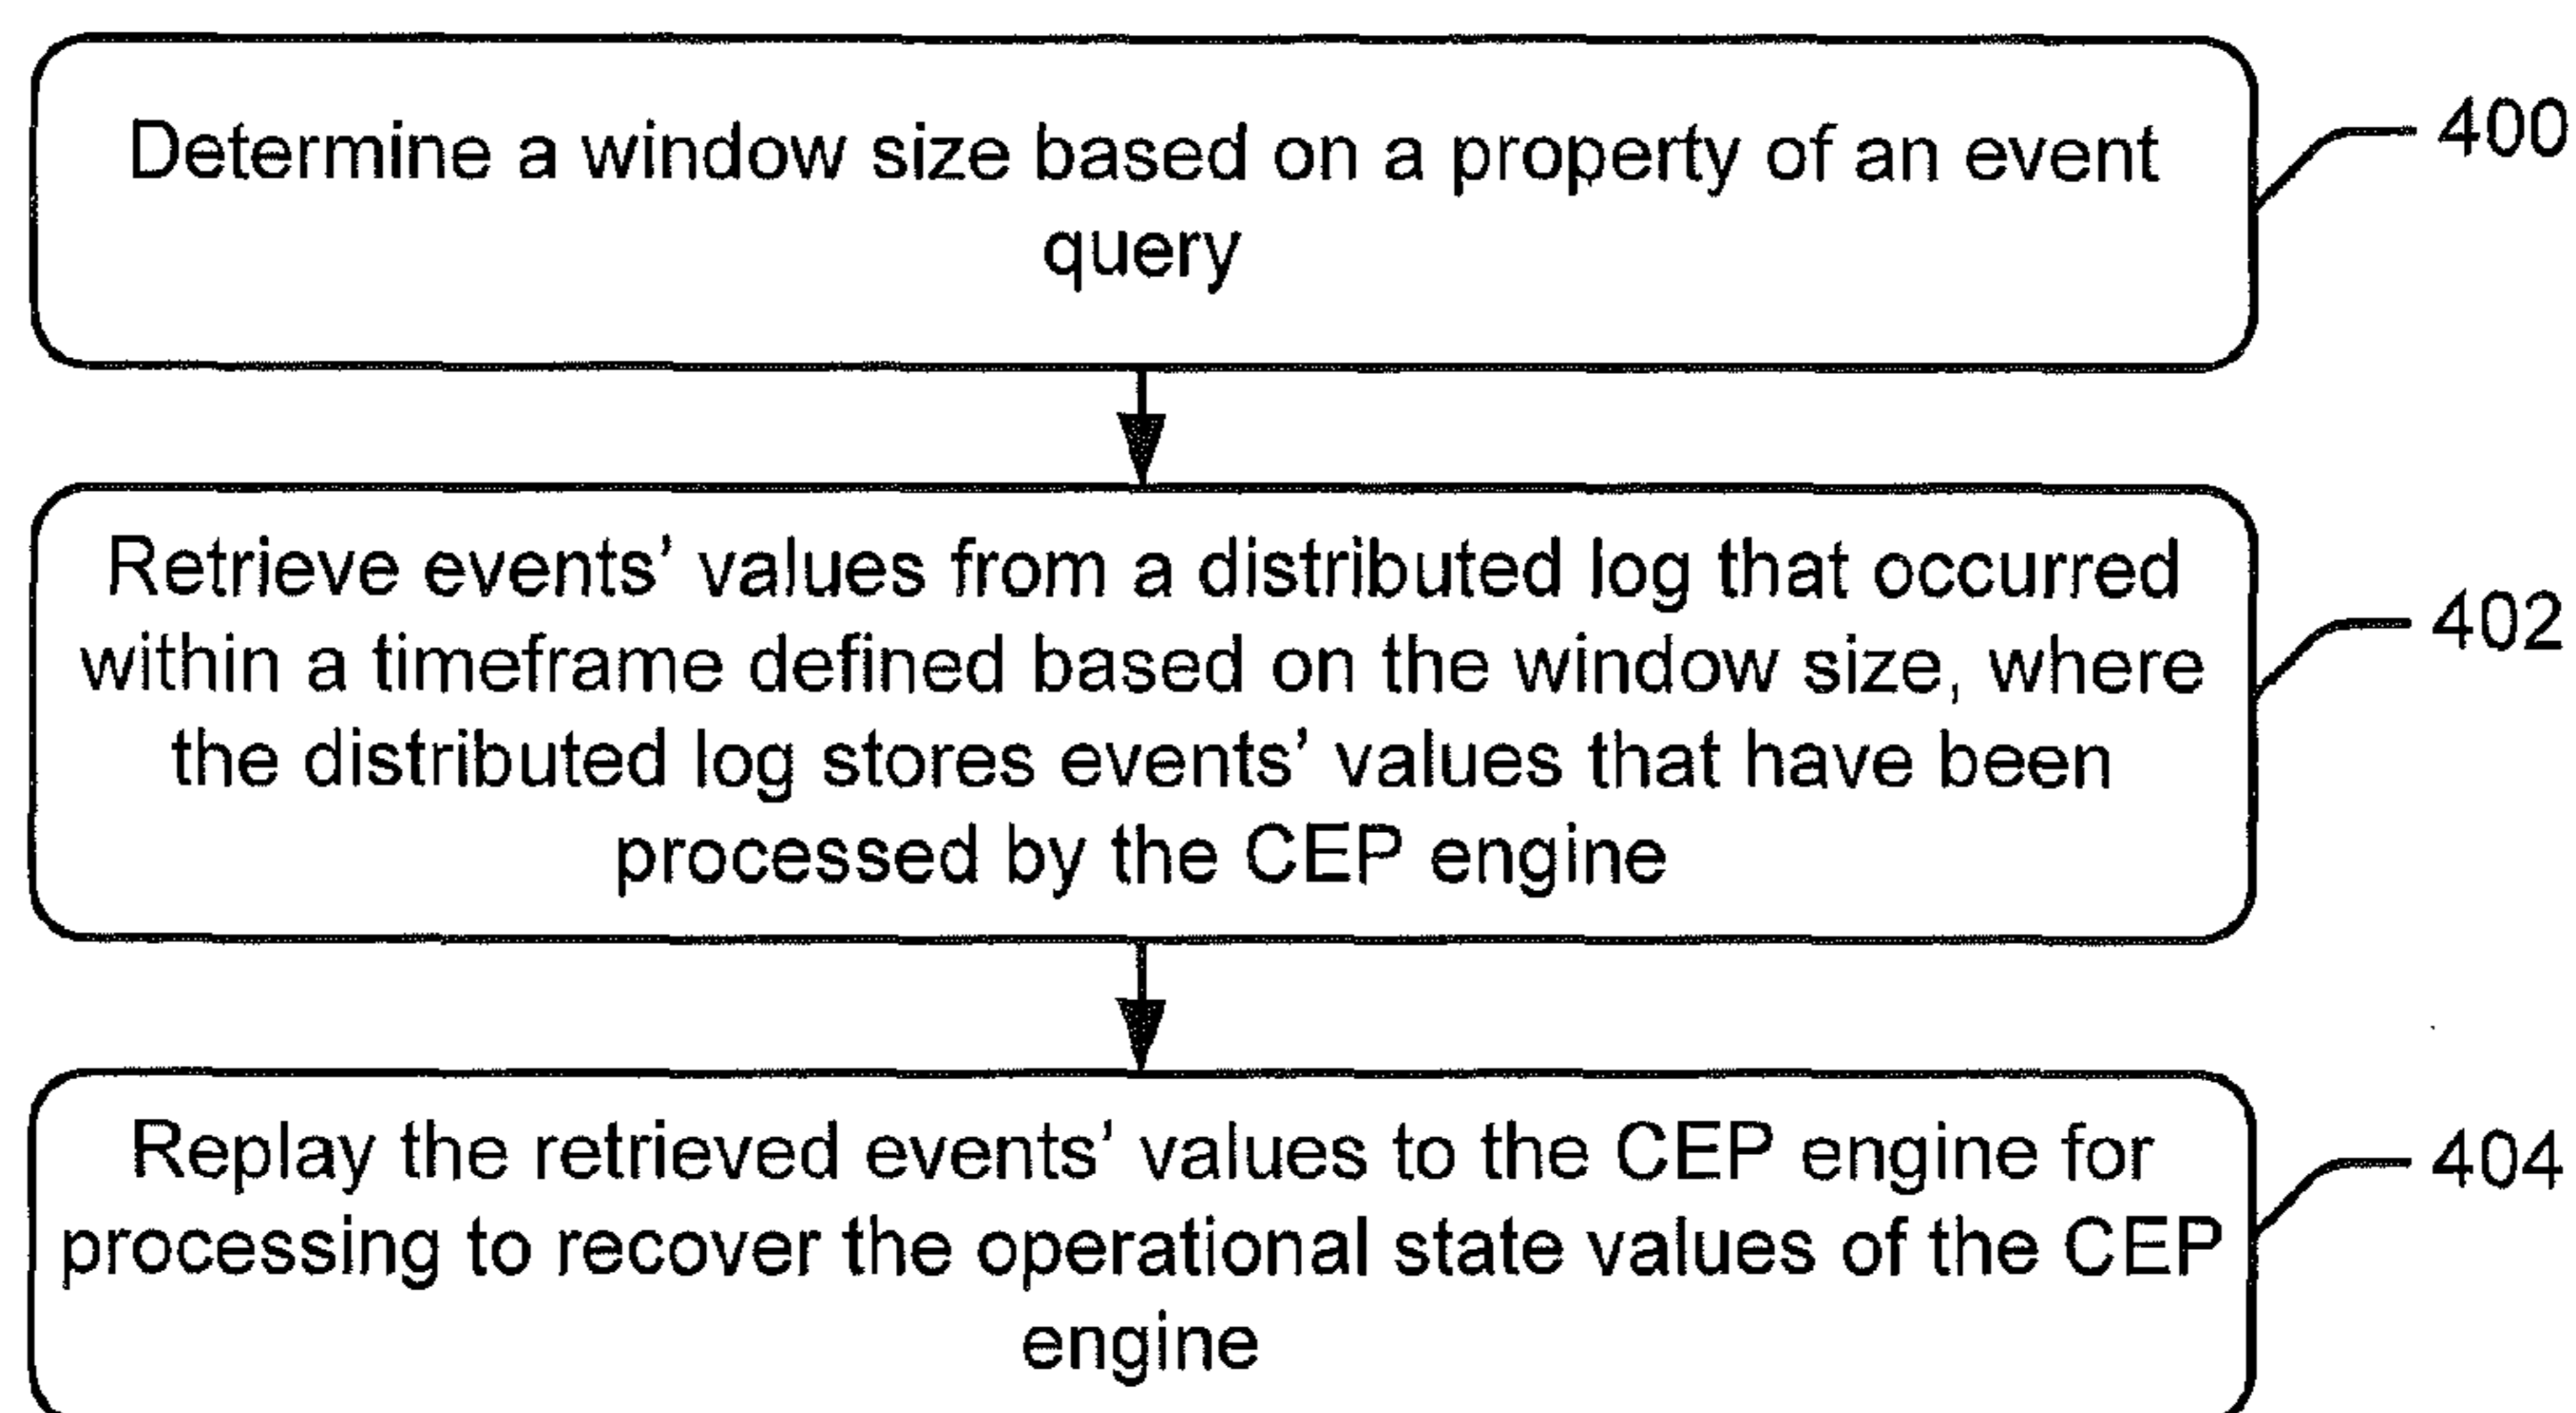 Determine a window size based on a property of an event
query
400
Retrieve events’ values from a distributed log that occurred
within a timeframe defined based on the window size, where
the distributed log stores events’ values that have been
processed by the CEP engine
402
Replay the retrieved events’ values to the CEP engine for
processing to recover the operational state values of the CEP
engine
404